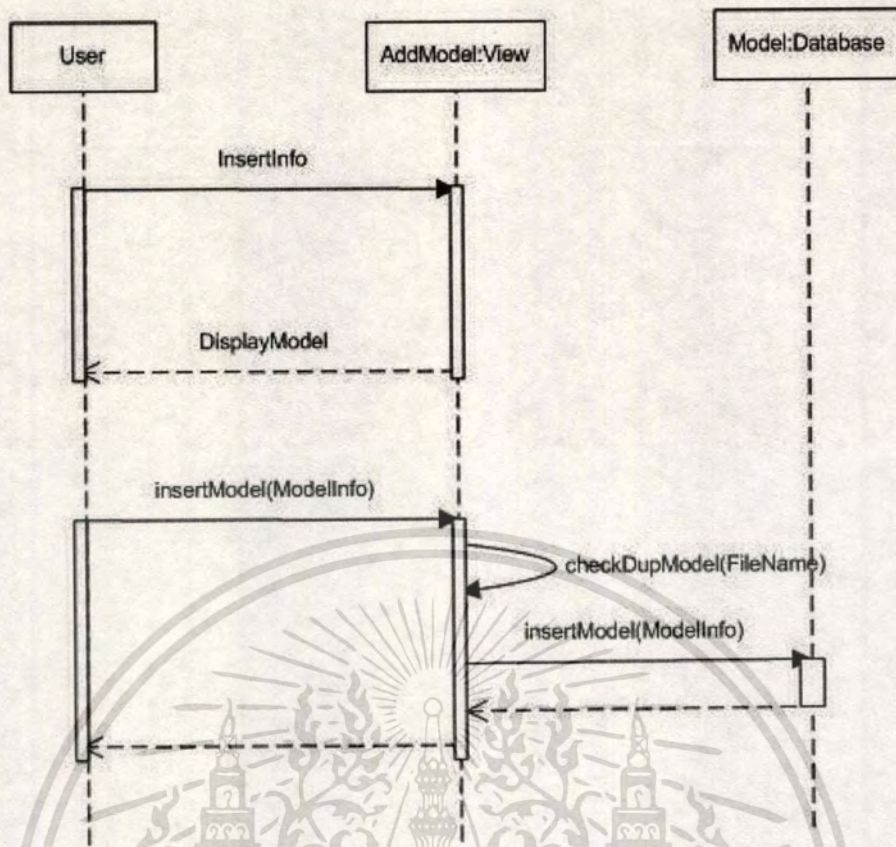 User
AddModel:View
Model:Database
InsertInfo
DisplayModel
insertModel(ModelInfo)
checkDupModel(FileName)
insertModel(ModelInfo)